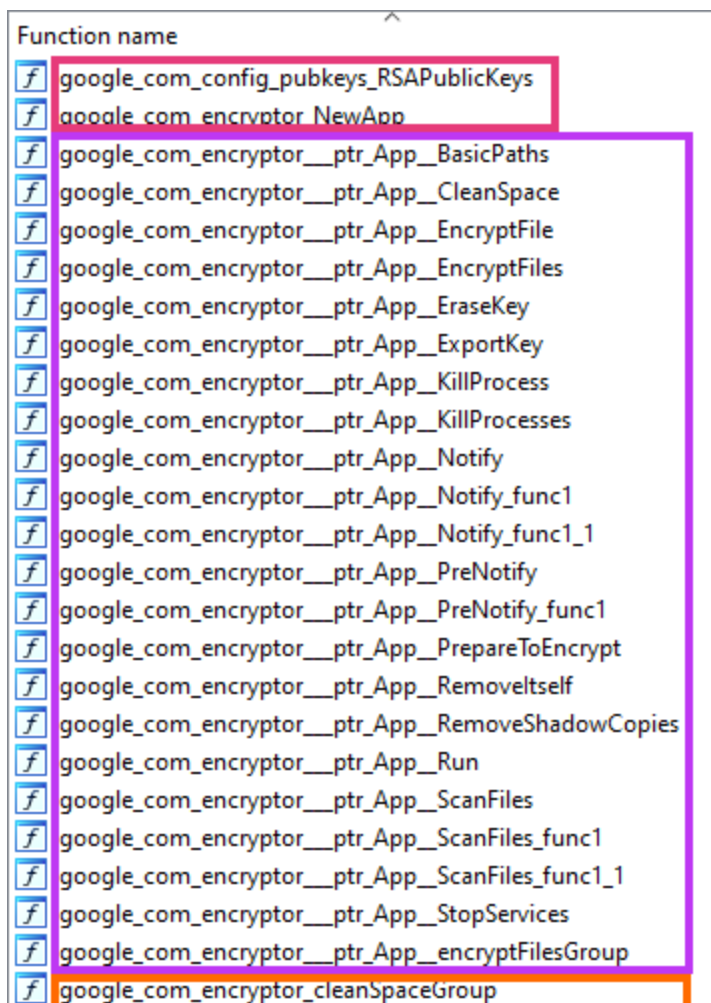 Function name
f google_com_config_pubkeys_RSAPublicKeys
f google_com_encryptor_NewApp
f google_com_encryptor___ptr_App__BasicPaths
f google_com_encryptor___ptr_App__CleanSpace
f google_com_encryptor___ptr_App__EncryptFile
f google_com_encryptor___ptr_App__EncryptFiles
f google_com_encryptor___ptr_App__EraseKey
f google_com_encryptor___ptr_App__ExportKey
f google_com_encryptor___ptr_App__KillProcess
f google_com_encryptor___ptr_App__KillProcesses
f google_com_encryptor___ptr_App__Notify
f google_com_encryptor___ptr_App__Notify_func1
f google_com_encryptor___ptr_App__Notify_func1_1
f google_com_encryptor___ptr_App__PreNotify
f google_com_encryptor___ptr_App__PreNotify_func1
f google_com_encryptor___ptr_App__PrepareToEncrypt
f google_com_encryptor___ptr_App__RemoveItself
f google_com_encryptor___ptr_App__RemoveShadowCopies
f google_com_encryptor___ptr_App__Run
f google_com_encryptor___ptr_App__ScanFiles
f google_com_encryptor___ptr_App__ScanFiles_func1
f google_com_encryptor___ptr_App__ScanFiles_func1_1
f google_com_encryptor___ptr_App__StopServices
f google_com_encryptor___ptr_App__encryptFilesGroup
f google_com_encryptor_cleanSpaceGroup